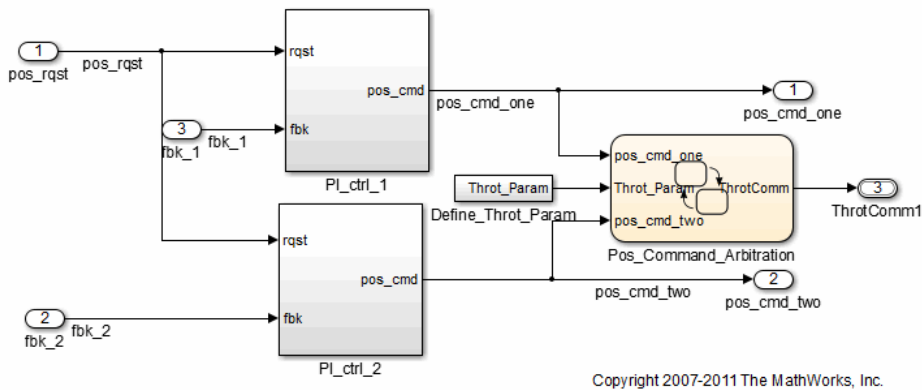 1
pos_rqst
pos_rqst
rqst
pos_cmd
fbk
PI_ctrl_1
3
fbk_1
fbk_1
pos_cmd_one
1
pos_cmd_one
pos_cmd_one
Throt_Param
ThrotComm
pos_cmd_two
Pos_Command_Arbitration
Throt_Param
Define_Throt_Param
3
ThrotComm1
rqst
pos_cmd
fbk
PI_ctrl_2
pos_cmd_two
2
pos_cmd_two
2
fbk_2
fbk_2
Copyright 2007-2011 The MathWorks, Inc.